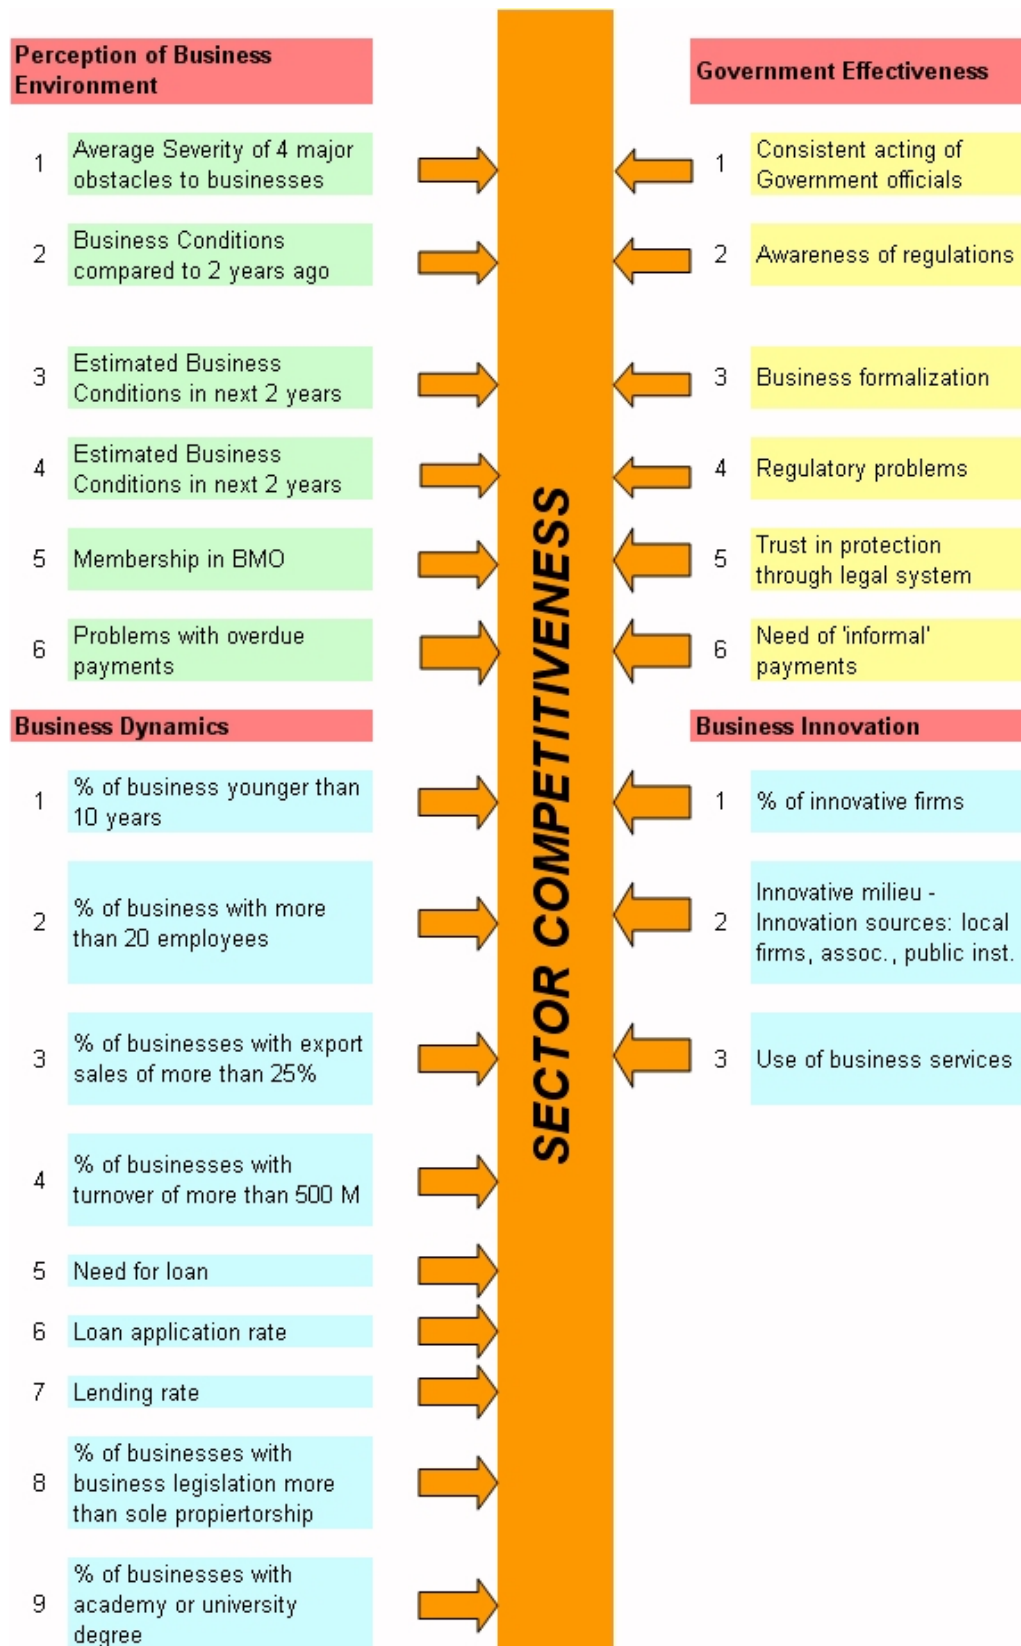 Perception of Business
Environment
1
Average Severity of 4 major
obstacles to businesses
2
Business Conditions
compared to 2 years ago
3
Estimated Business
Conditions in next 2 years
4
Estimated Business
Conditions in next 2 years
5
Membership in BMO
6
Problems with overdue
payments
Business Dynamics
1
% of business younger than
10 years
2
% of business with more
than 20 employees
3
% of businesses with export
sales of more than 25%
4
% of businesses with
turnover of more than 500 M
5
Need for loan
6
Loan application rate
7
Lending rate
8
% of businesses with
business legislation more
than sole propiertorship
9
% of businesses with
academy or university
degree
SECTOR COMPETITIVENESS
Government Effectiveness
1
Consistent acting of
Government officials
2
Awareness of regulations
3
Business formalization
4
Regulatory problems
5
Trust in protection
through legal system
6
Need of 'informal'
payments
Business Innovation
1
% of innovative firms
2
Innovative milieu -
Innovation sources: local
firms, assoc., public inst.
3
Use of business services